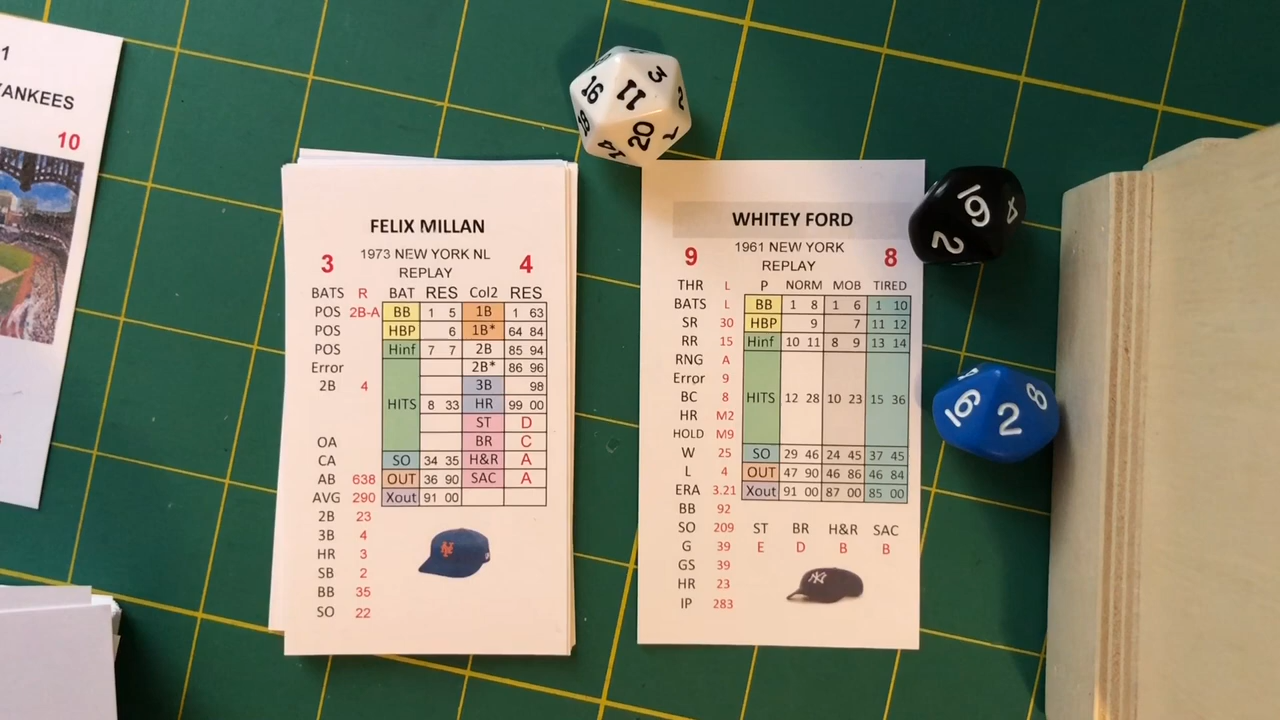 1
YANKEES
10
16
3
11
2
18
20
7
14
FELIX MILLAN
3 1973 NEW YORK NL 4
REPLAY
BATS R BAT RES Col2 RES
POS 2B-A BB 1 5 1B 1 63
POS HBP 6 1B* 64 84
POS Hinf 7 7 2B 85 94
Error 2B* 86 96
2B 4 3B 98
HITS 8 33 HR 99 00
ST D
OA BR C
CA SO 34 35 H&R A
AB 638 OUT 36 90 SAC A
AVG 290 Xout 91 00
2B 23
3B 4
HR 3
SB 2
BB 35
SO 22
NY
WHITEY FORD
9 1961 NEW YORK 8
REPLAY
THR L P NORM MOB TIRED
BATS L BB 1 8 1 6 1 10
SR 30 HBP 9 7 11 12
RR 15 Hinf 10 11 8 9 13 14
RNG A
Error 9
BC 8 HITS 12 28 10 23 15 36
HR M2
HOLD M9
W 25 SO 29 46 24 45 37 45
L 4 OUT 47 90 46 86 46 84
ERA 3.21 Xout 91 00 87 00 85 00
BB 92
SO 209 ST BR H&R SAC
G 39 E D B B
GS 39
HR 23
IP 283
NY
6
4
2
6
2
8